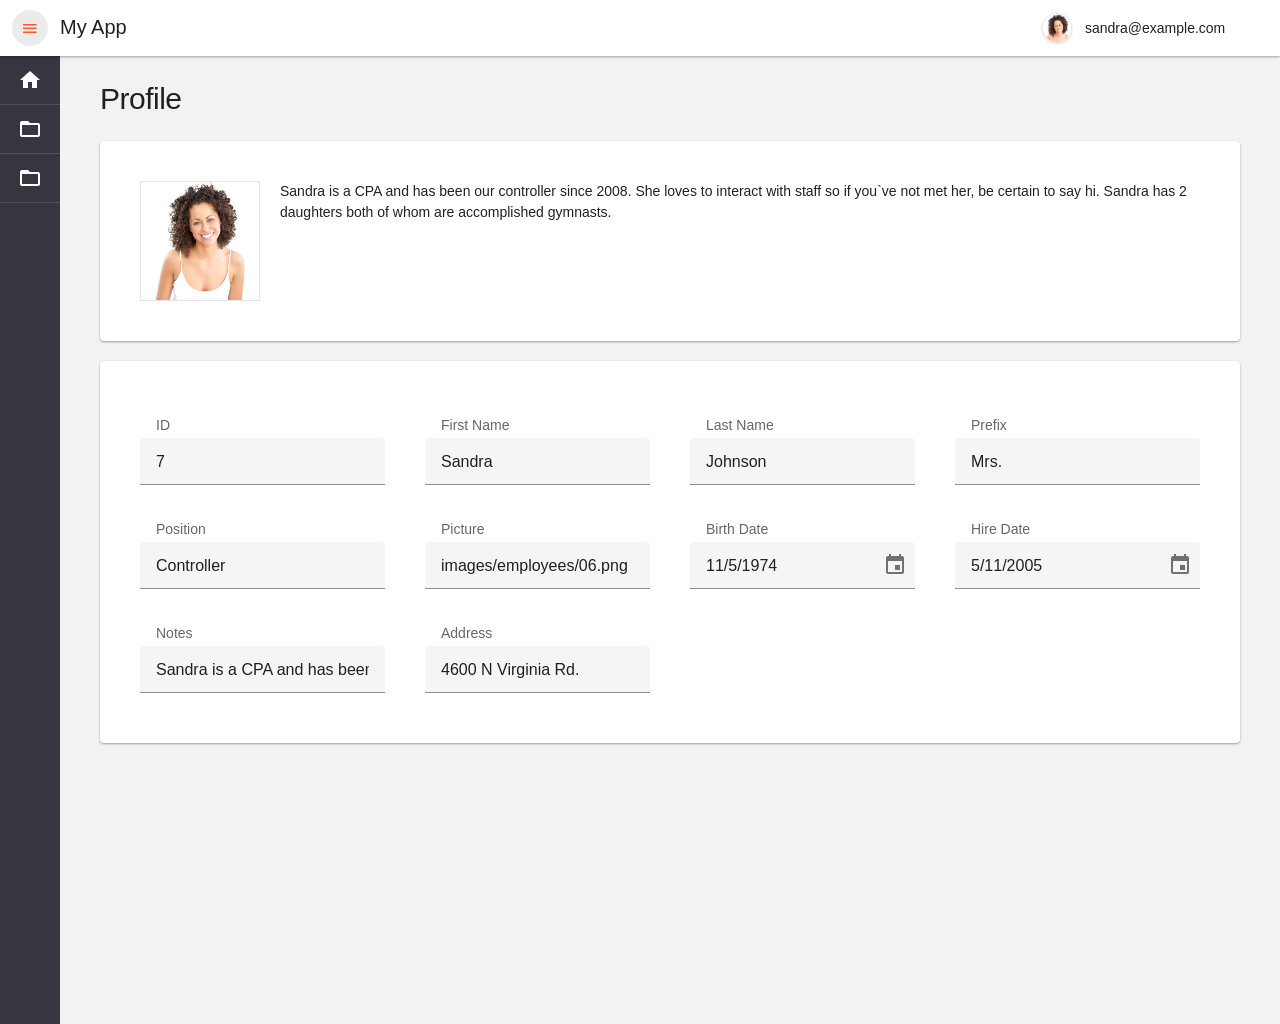 My App
sandra@example.com
Profile
Sandra is a CPA and has been our controller since 2008. She loves to interact with staff so if you`ve not met her, be certain to say hi. Sandra has 2
daughters both of whom are accomplished gymnasts.
ID
First Name
Last Name
Prefix
7
Sandra
Johnson
Mrs.
Position
Picture
Birth Date
Hire Date
Controller
images/employees/06.png
11/5/1974
5/11/2005
Notes
Address
Sandra is a CPA and has been
4600 N Virginia Rd.